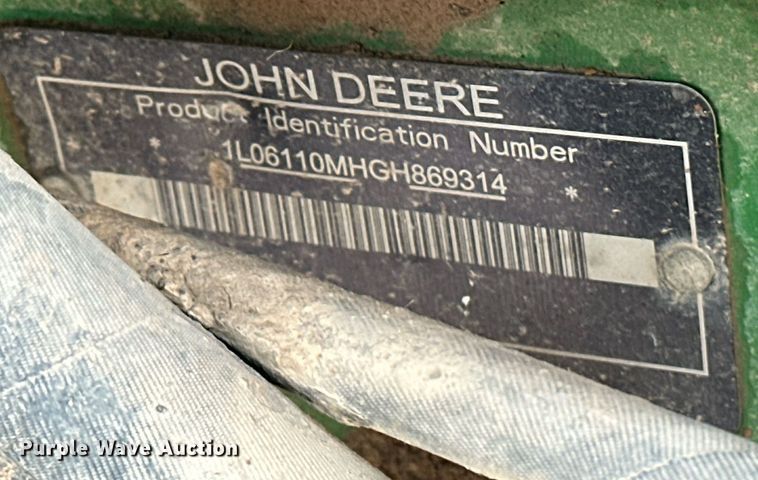 JOHN DEERE
Product Identification Number
* 1L06110MHGH869314 *
Purple Wave Auction